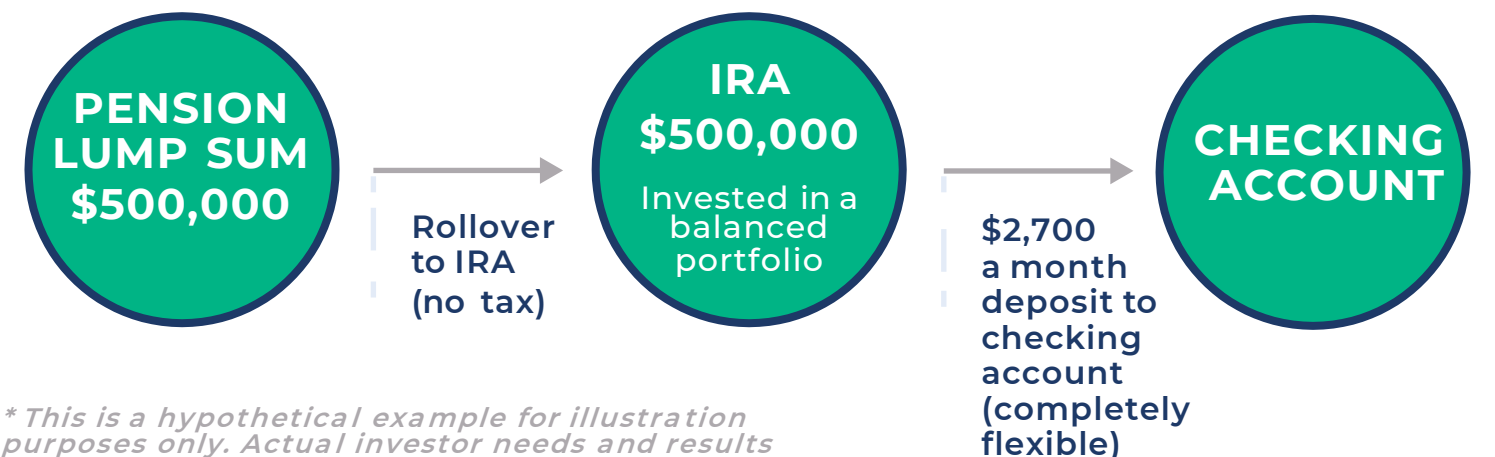 PENSION
LUMP SUM
$500,000
Rollover
to IRA
(no tax)
IRA
$500,000
Invested in a
balanced
portfolio
$2,700
a month
deposit to
checking
account
(completely
flexible)
CHECKING
ACCOUNT
* This is a hypothetical example for illustration
purposes only. Actual investor needs and results